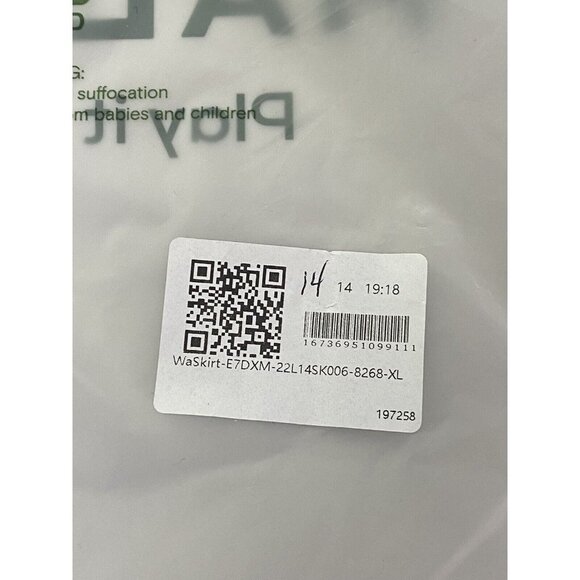 G:
suffocation
m babies and children
Play it
14 14 19:18
16736951099111
WaSkirt-E7DXM-22L14SK006-8268-XL
197258